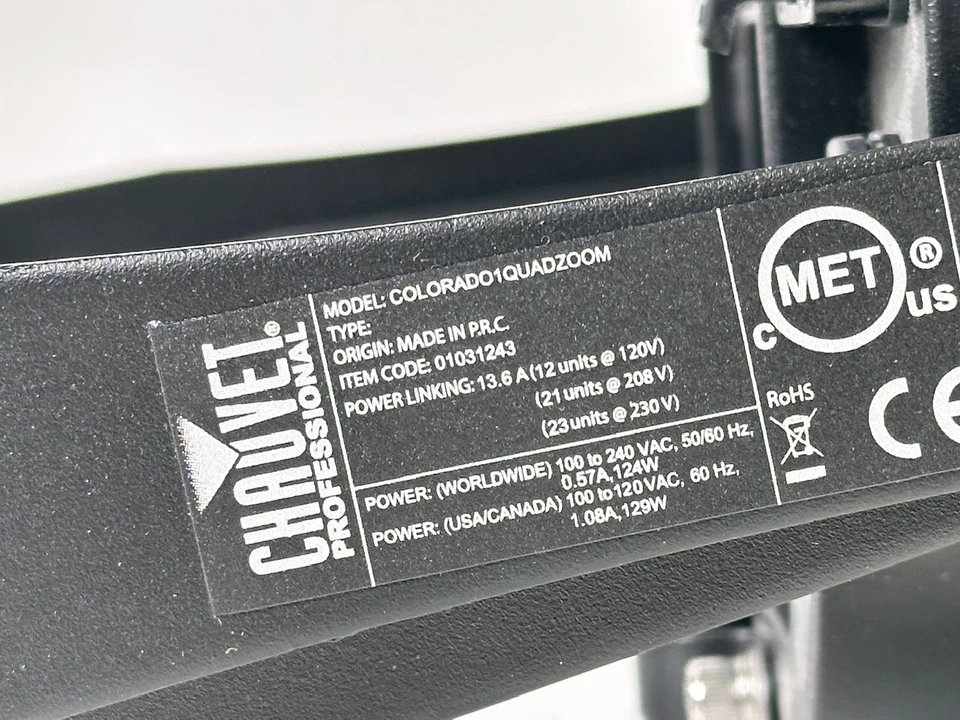 CHAUVET®
PROFESSIONAL
MODEL: COLORADO1QUADZOOM
TYPE:
ORIGIN: MADE IN P.R.C.
ITEM CODE: 01031243
POWER LINKING: 13.6 A (12 units @ 120V)
(21 units @ 208 V)
(23 units @ 230 V)
POWER: (WORLDWIDE) 100 to 240 VAC, 50/60 Hz,
0.57A, 124W
POWER: (USA/CANADA) 100 to 120 VAC, 60 Hz,
1.08A, 129W
c MET ® us
RoHS
CE